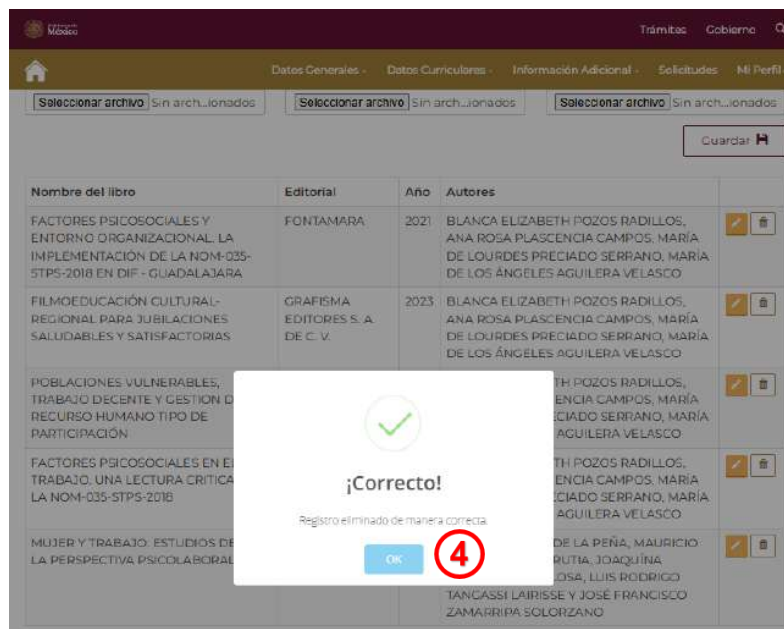 México
Trámites Gobierno
Datos Generales Datos Curriculares Información Adicional Solicitudes Mi Perfil
Seleccionar archivo Sin arch...ionados Seleccionar archivo Sin arch...ionados Seleccionar archivo Sin arch...ionados
Guardar
Nombre del libro Editorial Año Autores
FACTORES PSICOSOCIALES Y FONTAMARA 2021 BLANCA ELIZABETH POZOS RADILLOS,
ENTORNO ORGANIZACIONAL. LA ANA ROSA PLASCENCIA CAMPOS, MARÍA
IMPLEMENTACIÓN DE LA NOM-035- DE LOURDES PRECIADO SERRANO, MARÍA
STPS-2018 EN DIF - GUADALAJARA DE LOS ÁNGELES AGUILERA VELASCO
FILMOEDUCACIÓN CULTURAL- GRAFISMA 2023 BLANCA ELIZABETH POZOS RADILLOS,
REGIONAL PARA JUBILACIONES EDITORES S. A. ANA ROSA PLASCENCIA CAMPOS, MARÍA
SALUDABLES Y SATISFACTORIAS DE C. V. DE LOURDES PRECIADO SERRANO, MARÍA
DE LOS ÁNGELES AGUILERA VELASCO
POBLACIONES VULNERABLES, TH POZOS RADILLOS,
TRABAJO DECENTE Y GESTION D ENCIA CAMPOS, MARÍA
RECURSO HUMANO TIPO DE CIADO SERRANO, MARÍA
PARTICIPACIÓN AGUILERA VELASCO
FACTORES PSICOSOCIALES EN EL TH POZOS RADILLOS,
TRABAJO. UNA LECTURA CRITICA ENCIA CAMPOS, MARÍA
LA NOM-035-STPS-2018 CIADO SERRANO, MARÍA
AGUILERA VELASCO
¡Correcto!
Registro eliminado de manera correcta.
OK 4
MUJER Y TRABAJO: ESTUDIOS DE DE LA PEÑA, MAURICIO
LA PERSPECTIVA PSICOLABORAL RUTIA, JOAQUÍNA
OSA, LUIS RODRIGO
TANGASSI LAIRISSE Y JOSÉ FRANCISCO
ZAMARRIPA SOLORZANO